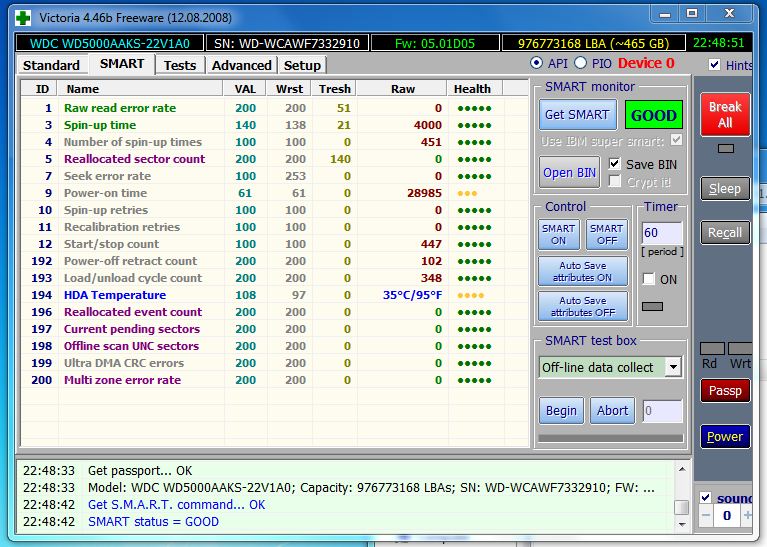 Victoria 4.46b Freeware (12.08.2008)
WDC WD5000AAKS-22V1A0 SN: WD-WCAWF7332910 Fw: 05.01D05 976773168 LBA (~465 GB) 22:48:51
Standard SMART Tests Advanced Setup API PIO Device 0 Hints
ID Name VAL Wrst Tresh Raw Health
1 Raw read error rate 200 200 51 0
3 Spin-up time 140 138 21 4000
4 Number of spin-up times 100 100 0 451
5 Reallocated sector count 200 200 140 0
7 Seek error rate 100 253 0 0
9 Power-on time 61 61 0 28985
10 Spin-up retries 100 100 0 0
11 Recalibration retries 100 100 0 0
12 Start/stop count 100 100 0 447
192 Power-off retract count 200 200 0 102
193 Load/unload cycle count 200 200 0 348
194 HDA Temperature 108 97 0 35°C/95°F
196 Reallocated event count 200 200 0 0
197 Current pending sectors 200 200 0 0
198 Offline scan UNC sectors 200 200 0 0
199 Ultra DMA CRC errors 200 200 0 0
200 Multi zone error rate 200 200 0 0
SMART monitor
Get SMART GOOD
Use IBM super smart:
Open BIN Save BIN
Crypt id
Control Timer
SMART ON SMART OFF 60
[ period ]
Auto Save attributes ON ON
Auto Save attributes OFF
SMART test box
Off-line data collect
Begin Abort 0
Break All
Sleep
Recall
Rd Wrt
Passp
Power
sound
0
22:48:33 Get passport... OK
22:48:33 Model: WDC WD5000AAKS-22V1A0; Capacity: 976773168 LBAs; SN: WD-WCAWF7332910; FW: ...
22:48:42 Get S.M.A.R.T. command... OK
22:48:42 SMART status = GOOD